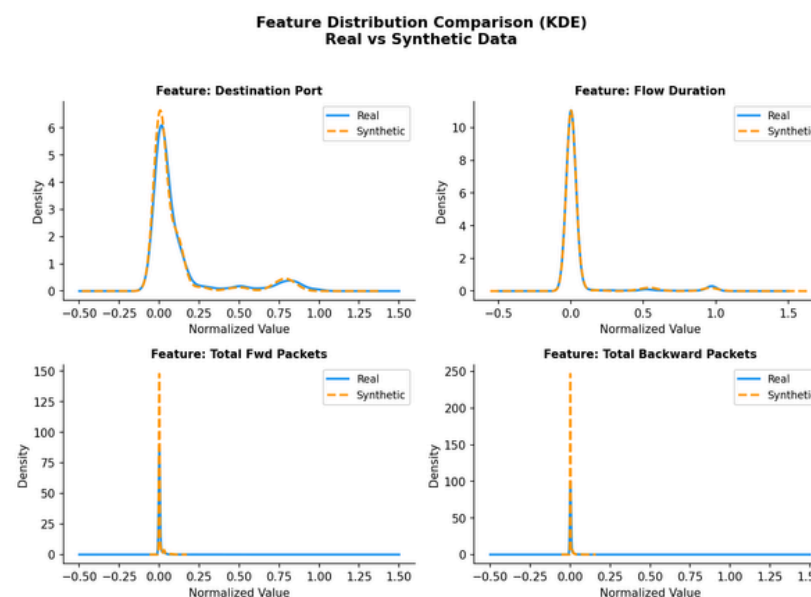 Feature Distribution Comparison (KDE)
Real vs Synthetic Data
Feature: Destination Port
Real
Synthetic
6
5
4
3
2
1
0
Density
−0.50 −0.25 0.00 0.25 0.50 0.75 1.00 1.25 1.50
Normalized Value
Feature: Flow Duration
Real
Synthetic
10
8
6
4
2
0
Density
−0.5 0.0 0.5 1.0 1.5
Normalized Value
Feature: Total Fwd Packets
Real
Synthetic
150
125
100
75
50
25
0
Density
−0.50 −0.25 0.00 0.25 0.50 0.75 1.00 1.25 1.50
Normalized Value
Feature: Total Backward Packets
Real
Synthetic
250
200
150
100
50
0
Density
−0.50 −0.25 0.00 0.25 0.50 0.75 1.00 1.25 1.50
Normalized Value